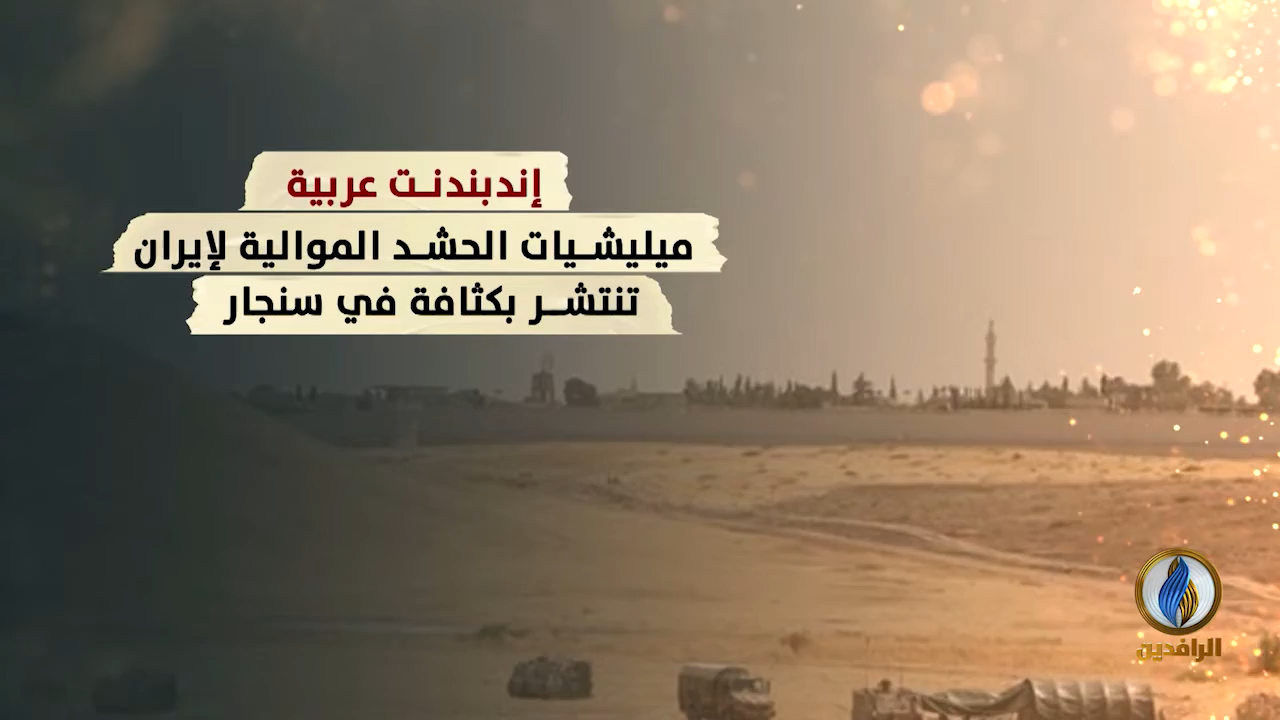 إندبندنت عربية
ميليشيات الحشد الموالية لإيران
تنتشر بكثافة في سنجار
الرافدين